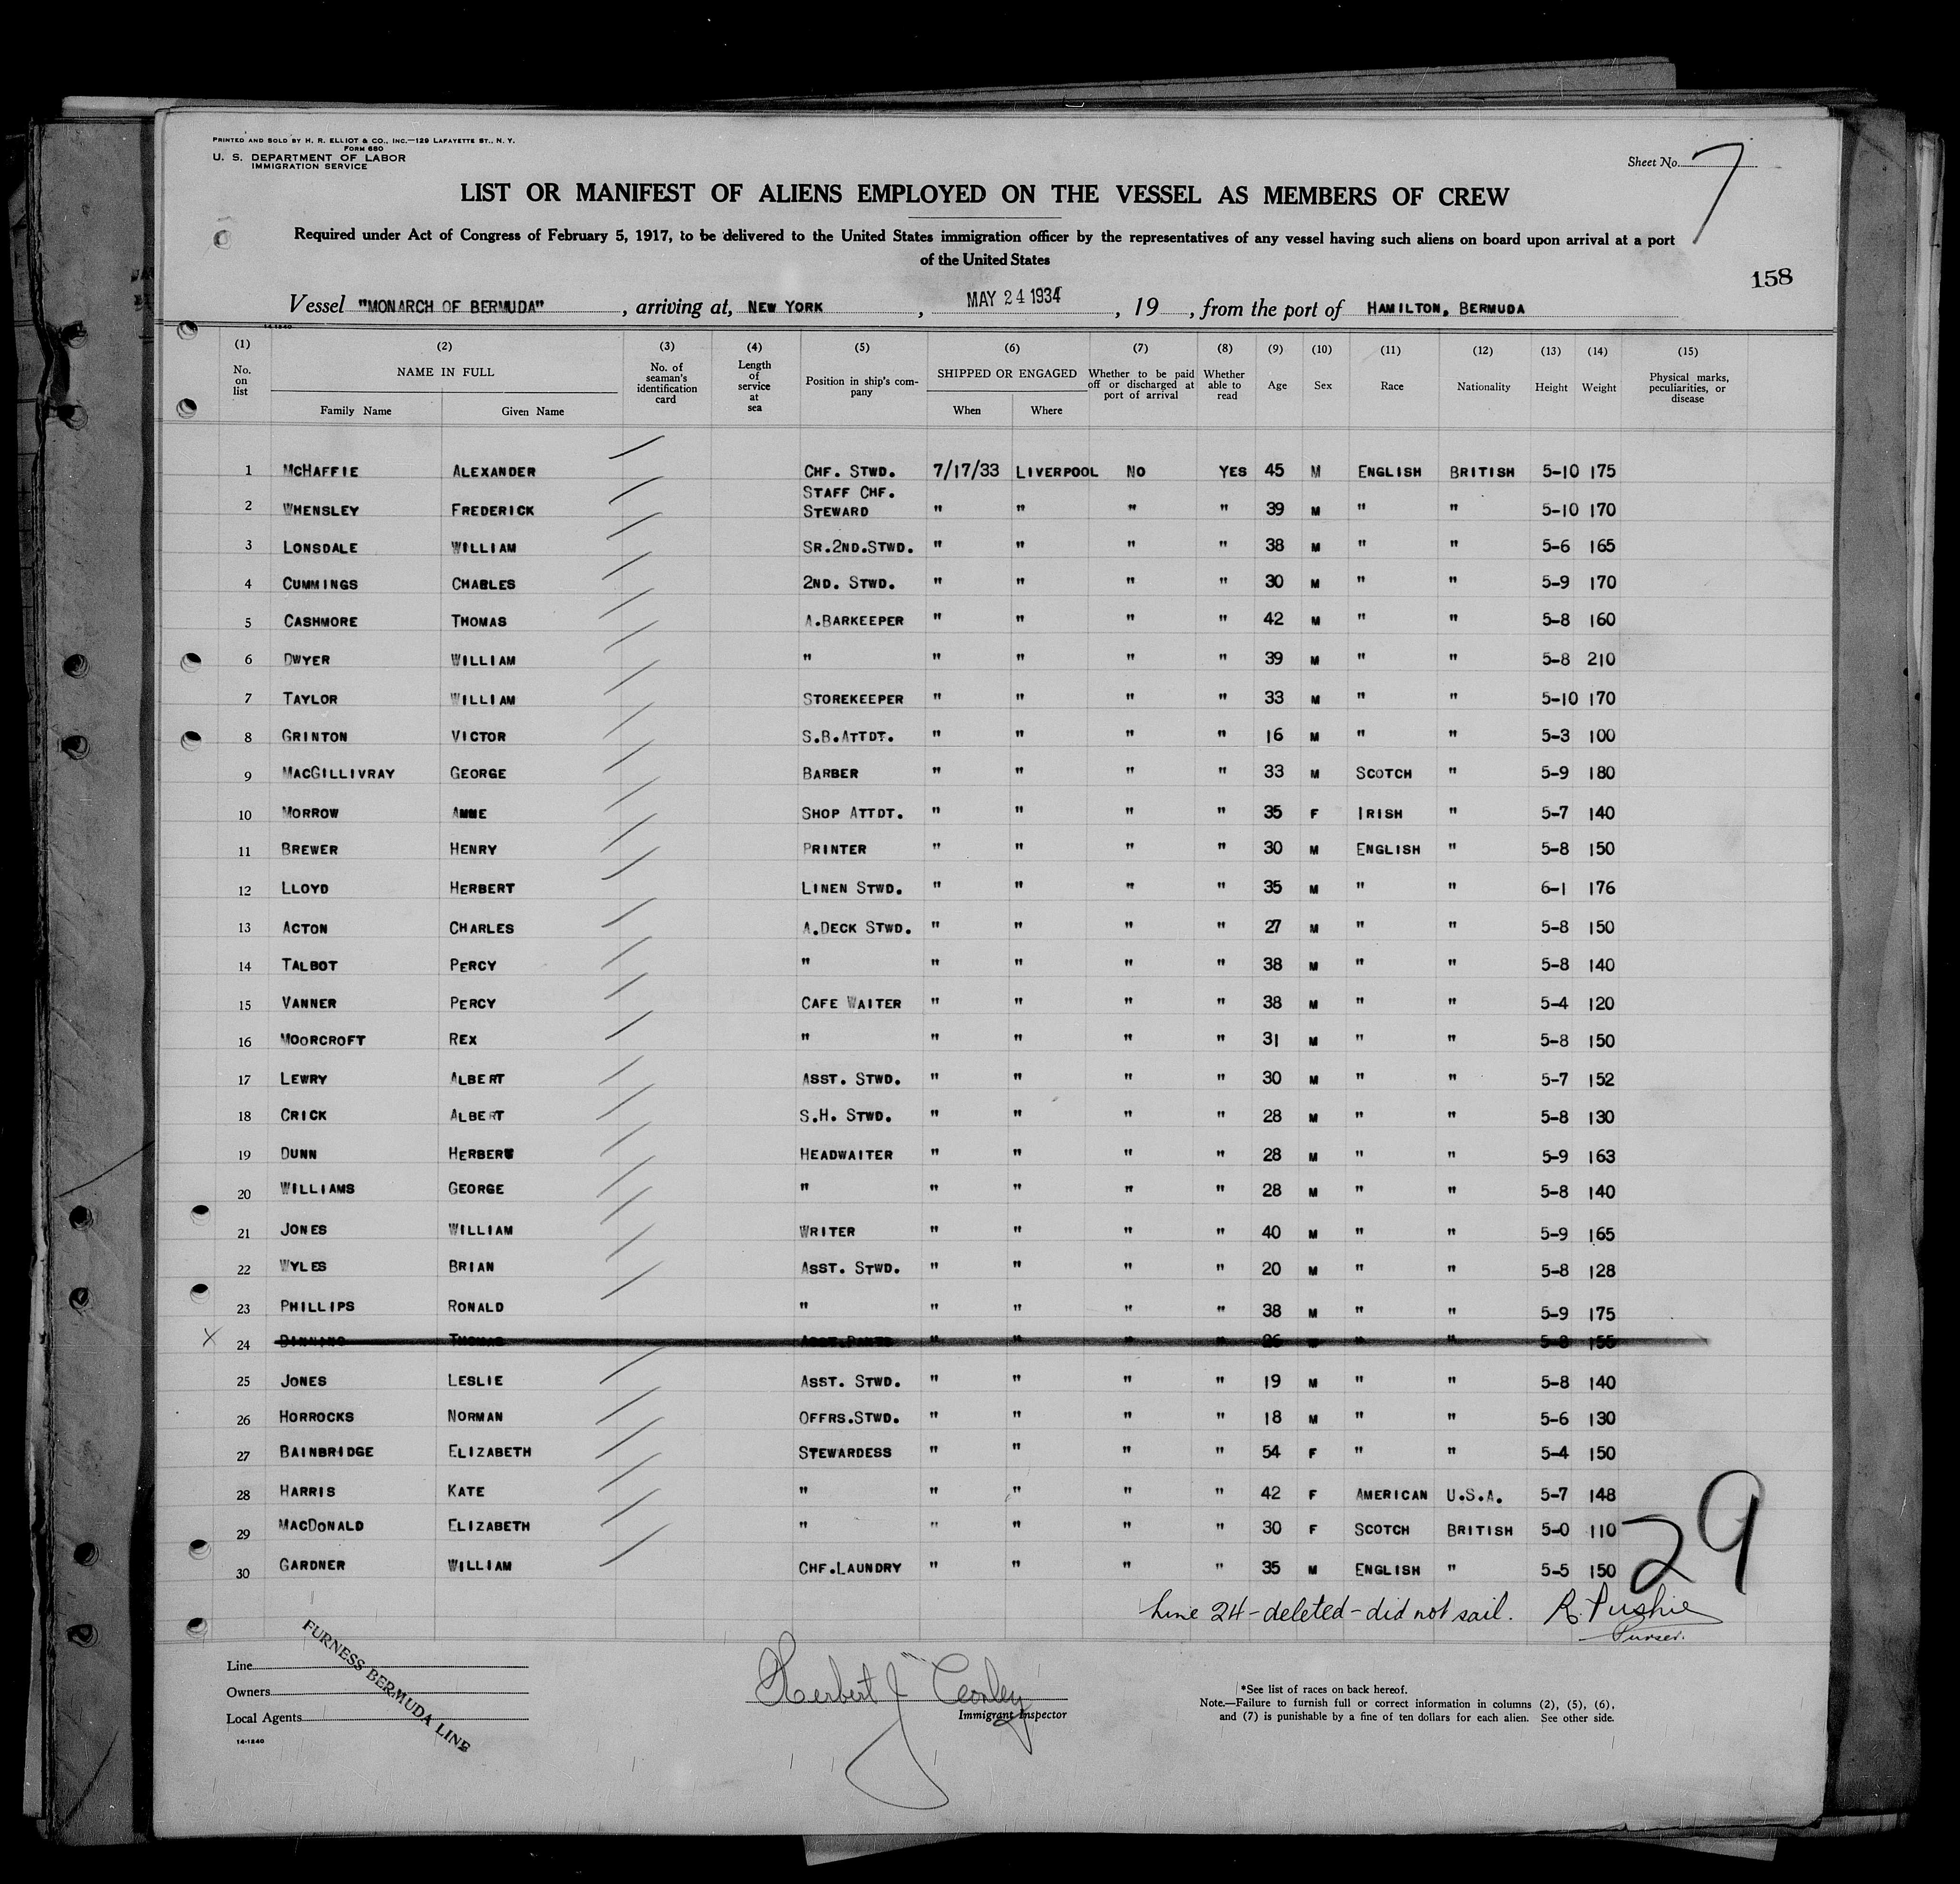 PRINTED AND SOLD BY H. R. ELLIOT & CO., INC.—129 LAFAYETTE ST., N. Y.
FORM 680
U. S. DEPARTMENT OF LABOR
IMMIGRATION SERVICE
Sheet No. 7
LIST OR MANIFEST OF ALIENS EMPLOYED ON THE VESSEL AS MEMBERS OF CREW
Required under Act of Congress of February 5, 1917, to be delivered to the United States immigration officer by the representatives of any vessel having such aliens on board upon arrival at a port
of the United States
158
Vessel "MONARCH OF BERMUDA", arriving at, NEW YORK, MAY 24 1934, 19, from the port of HAMILTON, BERMUDA
14-1840
(1) (2) (3) (4) (5) (6) (7) (8) (9) (10) (11) (12) (13) (14) (15)
No. on list NAME IN FULL Family Name Given Name No. of seaman's identification card Length of service at sea Position in ship's company SHIPPED OR ENGAGED When Where Whether to be paid off or discharged at port of arrival Whether able to read Age Sex Race Nationality Height Weight Physical marks, peculiarities, or disease
1 MCHAFFIE ALEXANDER CHF. STWD. 7/17/33 LIVERPOOL NO YES 45 M ENGLISH BRITISH 5-10 175
2 WHENSLEY FREDERICK STAFF CHF. STEWARD " " " " 39 M " " 5-10 170
3 LONSDALE WILLIAM SR.2ND.STWD. " " " " 38 M " " 5-6 165
4 CUMMINGS CHARLES 2ND. STWD. " " " " 30 M " " 5-9 170
5 CASHMORE THOMAS A.BARKEEPER " " " " 42 M " " 5-8 160
6 DWYER WILLIAM " " " " " 39 M " " 5-8 210
7 TAYLOR WILLIAM STOREKEEPER " " " " 33 M " " 5-10 170
8 GRINTON VICTOR S.B.ATTDT. " " " " 16 M " " 5-3 100
9 MACGILLIVRAY GEORGE BARBER " " " " 33 M SCOTCH " 5-9 180
10 MORROW ANNE SHOP ATTDT. " " " " 35 F IRISH " 5-7 140
11 BREWER HENRY PRINTER " " " " 30 M ENGLISH " 5-8 150
12 LLOYD HERBERT LINEN STWD. " " " " 35 M " " 6-1 176
13 ACTON CHARLES A.DECK STWD. " " " " 27 M " " 5-8 150
14 TALBOT PERCY " " " " " 38 M " " 5-8 140
15 VANNER PERCY CAFE WAITER " " " " 38 M " " 5-4 120
16 MOORCROFT REX " " " " " 31 M " " 5-8 150
17 LEWRY ALBERT ASST. STWD. " " " " 30 M " " 5-7 152
18 CRICK ALBERT S.H. STWD. " " " " 28 M " " 5-8 130
19 DUNN HERBERT HEADWAITER " " " " 28 M " " 5-9 163
20 WILLIAMS GEORGE " " " " " 28 M " " 5-8 140
21 JONES WILLIAM WRITER " " " " 40 M " " 5-9 165
22 WYLES BRIAN ASST. STWD. " " " " 20 M " " 5-8 128
23 PHILLIPS RONALD " " " " " 38 M " " 5-9 175
X 24 THOMAS " " " " 26 " " 5-8 155
25 JONES LESLIE ASST. STWD. " " " " 19 M " " 5-8 140
26 HORROCKS NORMAN OFFRS.STWD. " " " " 18 M " " 5-6 130
27 BAINBRIDGE ELIZABETH STEWARDESS " " " " 54 F " " 5-4 150
28 HARRIS KATE " " " " " 42 F AMERICAN U.S.A. 5-7 148
29 MACDONALD ELIZABETH " " " " " 30 F SCOTCH BRITISH 5-0 110
30 GARDNER WILLIAM CHF.LAUNDRY " " " " 35 M ENGLISH " 5-5 150
29
Line 24 - deleted - did not sail. R. Pushie
Purser.
Line
Owners
Local Agents
FURNESS BERMUDA LINE
14-1840
Herbert J
Immigrant Inspector
*See list of races on back hereof.
Note.—Failure to furnish full or correct information in columns (2), (5), (6),
and (7) is punishable by a fine of ten dollars for each alien. See other side.